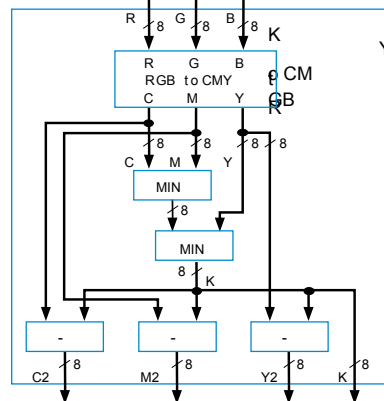 R G B K
8 8 8 Y
R G B
RGB to CMY to CM
C M Y GB
R
8 8 8 8
C M Y
MIN
8
MIN
8
K
- - -
8 8 8 8
C2 M2 Y2 K